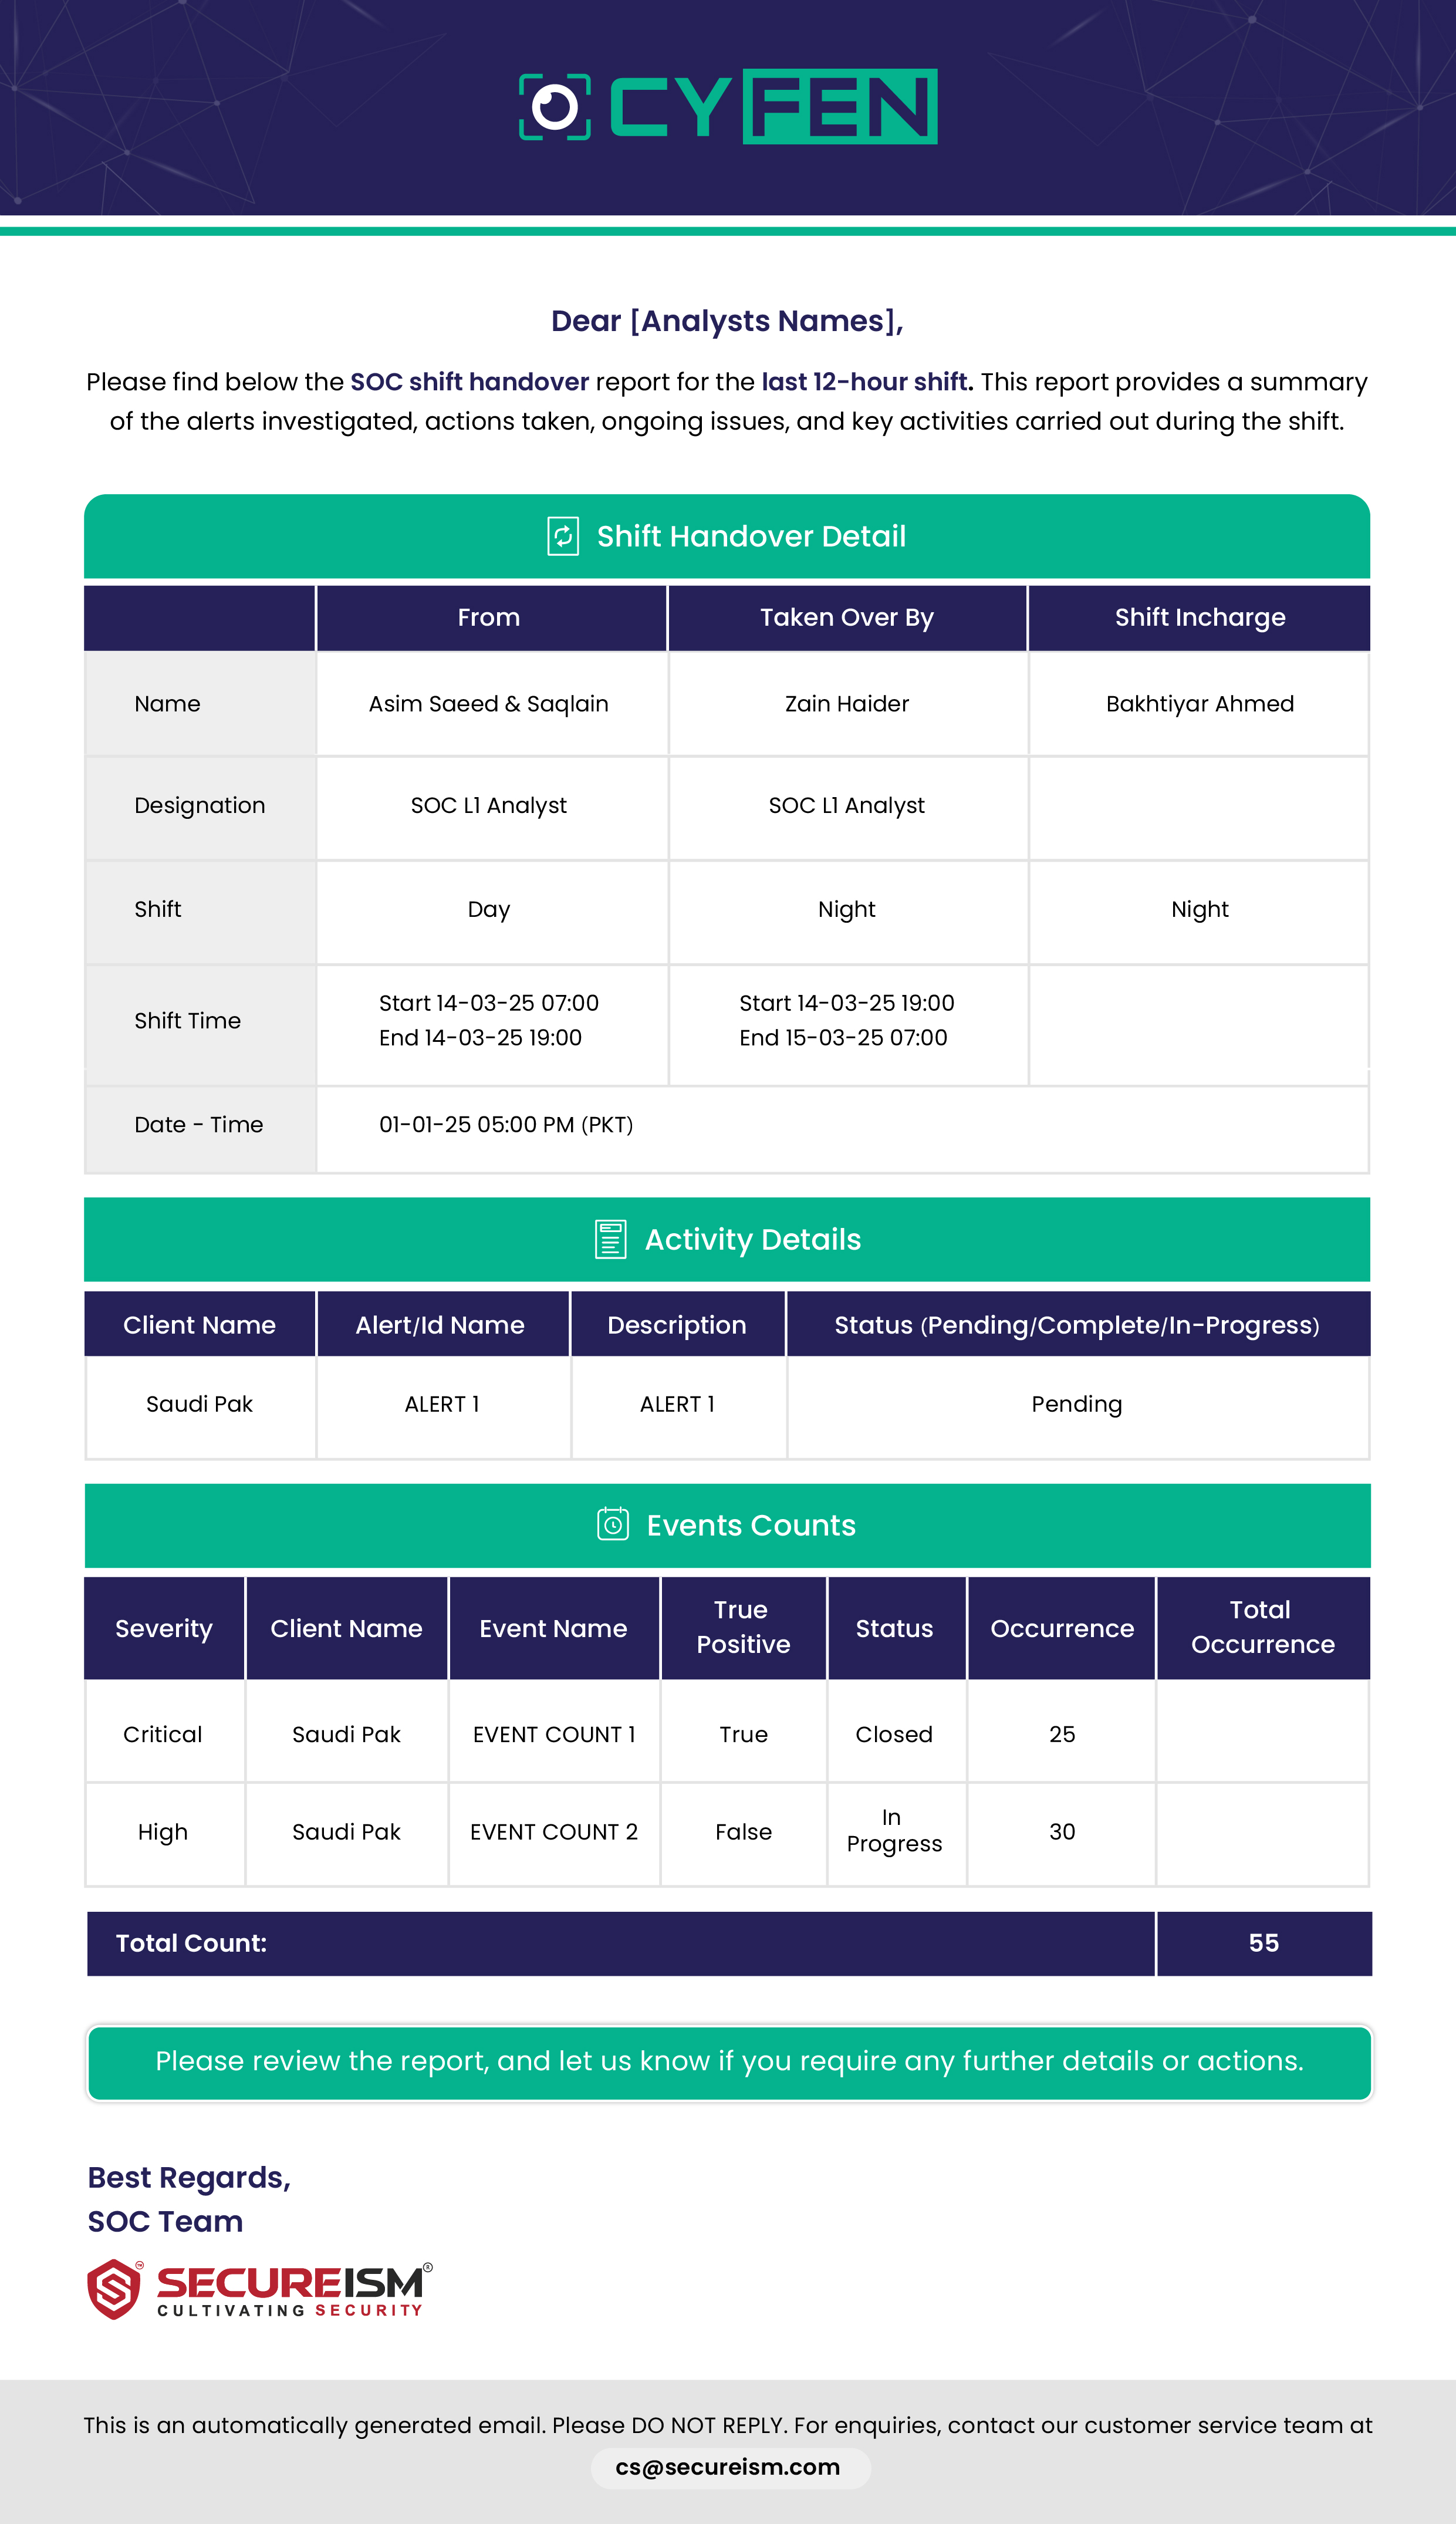 CYFEN
Dear [Analysts Names],
Please find below the SOC shift handover report for the last 12-hour shift. This report provides a summary
of the alerts investigated, actions taken, ongoing issues, and key activities carried out during the shift.
Shift Handover Detail
From Taken Over By Shift Incharge
Name Asim Saeed & Saqlain Zain Haider Bakhtiyar Ahmed
Designation SOC L1 Analyst SOC L1 Analyst
Shift Day Night Night
Shift Time
Start 14-03-25 07:00
End 14-03-25 19:00
Start 14-03-25 19:00
End 15-03-25 07:00
Date - Time 01-01-25 05:00 PM (PKT)
Activity Details
Client Name Alert/Id Name Description Status (Pending/Complete/In-Progress)
Saudi Pak ALERT 1 ALERT 1 Pending
Events Counts
Severity Client Name Event Name True Positive Status Occurrence Total Occurrence
Critical Saudi Pak EVENT COUNT 1 True Closed 25
High Saudi Pak EVENT COUNT 2 False In Progress 30
Total Count: 55
Please review the report, and let us know if you require any further details or actions.
Best Regards,
SOC Team
SECUREISM®
CULTIVATING SECURITY
This is an automatically generated email. Please DO NOT REPLY. For enquiries, contact our customer service team at
cs@secureism.com